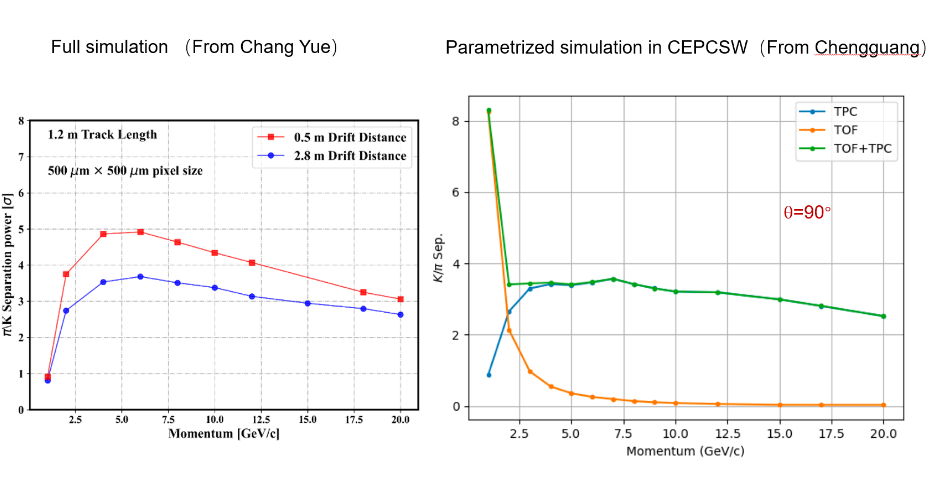 Full simulation （From Chang Yue）
Parametrized simulation in CEPCSW（From Chengguang）
1.2 m Track Length
500 μm × 500 μm pixel size
0.5 m Drift Distance
2.8 m Drift Distance
π\K Separation power [σ]
8
7
6
5
4
3
2
1
0
2.5 5.0 7.5 10.0 12.5 15.0 17.5 20.0
Momentum [GeV/c]
TPC
TOF
TOF+TPC
θ=90°
K/π Sep.
8
6
4
2
0
2.5 5.0 7.5 10.0 12.5 15.0 17.5 20.0
Momentum (GeV/c)